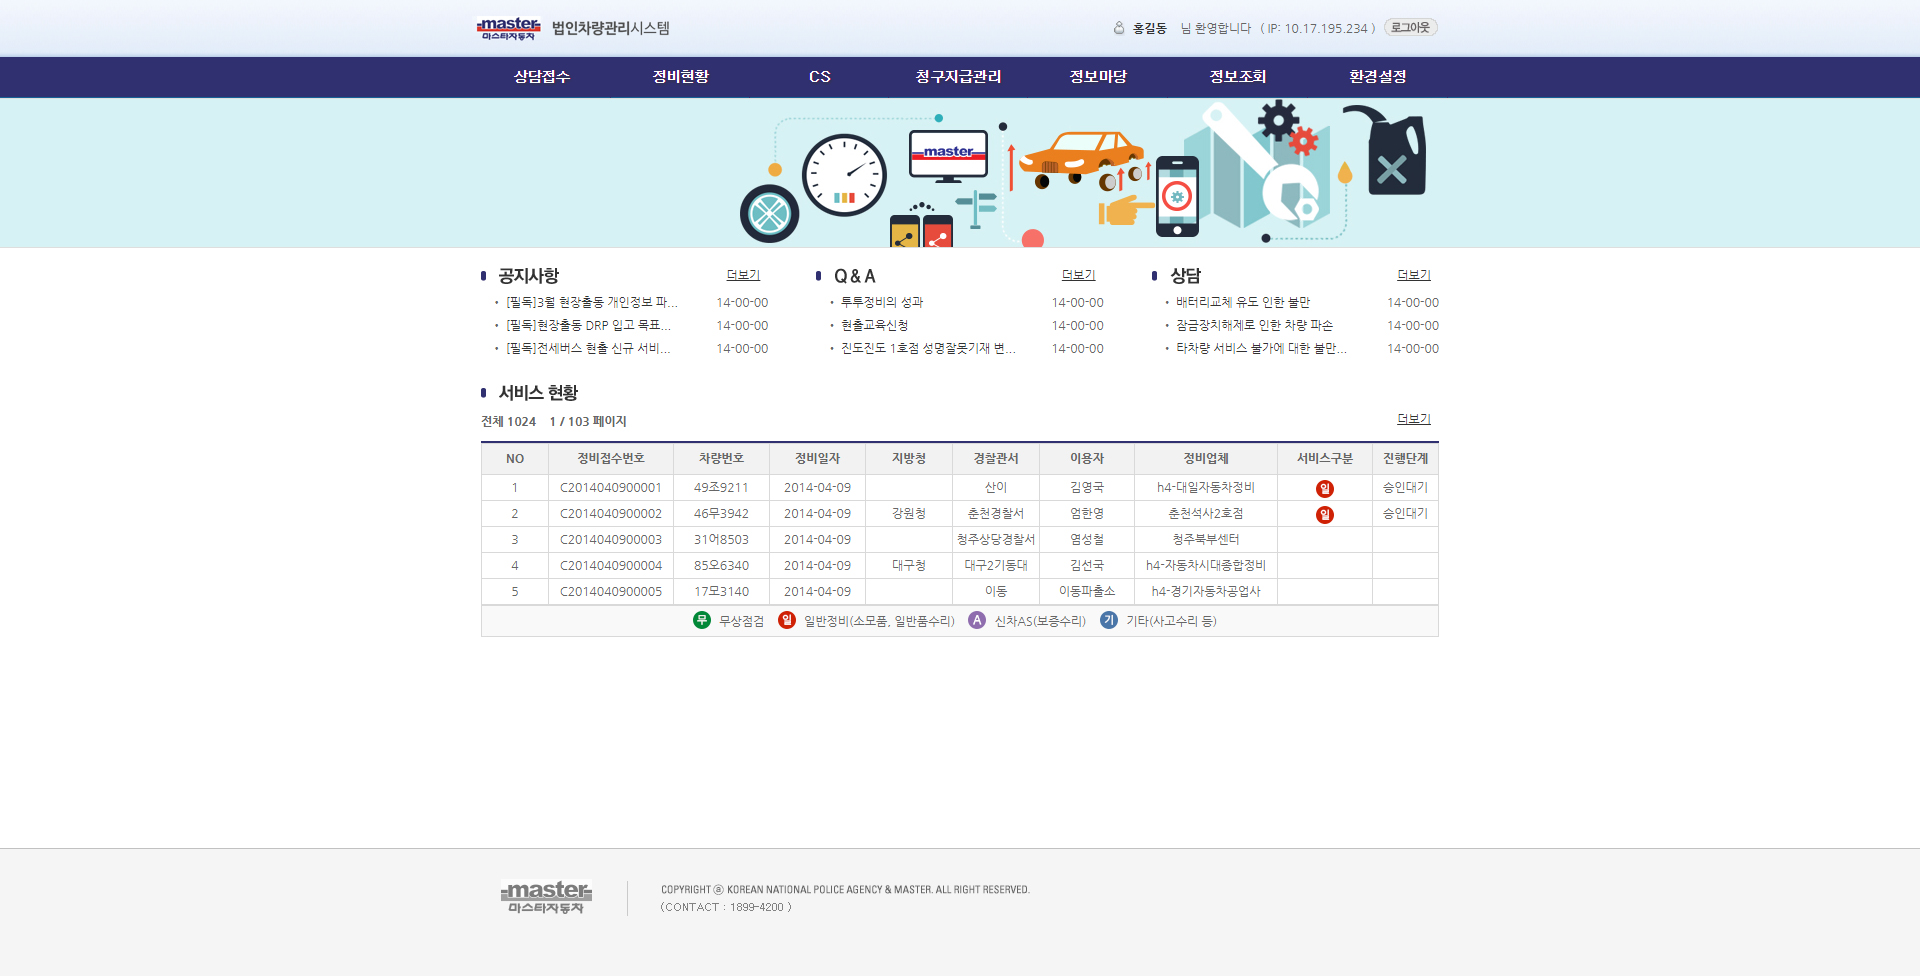 master
마스타자동차
법인차량관리시스템
홍길동 님 환영합니다 ( IP: 10.17.195.234 ) 로그아웃
상담접수 정비현황 CS 청구지급관리 정보마당 정보조회 환경설정
master
공지사항 더보기
• [필독]3월 현장출동 개인정보 파... 14-00-00
• [필독]현장출동 DRP 입고 목표... 14-00-00
• [필독]전세버스 현출 신규 서비... 14-00-00
Q & A 더보기
• 투투정비의 성과 14-00-00
• 현출교육신청 14-00-00
• 진도진도 1호점 성명잘못기재 변... 14-00-00
상담 더보기
• 배터리교체 유도 인한 불만 14-00-00
• 잠금장치해제로 인한 차량 파손 14-00-00
• 타차량 서비스 불가에 대한 불만... 14-00-00
서비스 현황
전체 1024 1 / 103 페이지 더보기
NO 정비접수번호 차량번호 정비일자 지방청 경찰관서 이용자 정비업체 서비스구분 진행단계
1 C2014040900001 49조9211 2014-04-09 산이 김영국 h4-대일자동차정비 일 승인대기
2 C2014040900002 46무3942 2014-04-09 강원청 춘천경찰서 엄한영 춘천석사2호점 일 승인대기
3 C2014040900003 31어8503 2014-04-09 청주상당경찰서 염성철 청주북부센터
4 C2014040900004 85오6340 2014-04-09 대구청 대구2기동대 김선국 h4-자동차시대종합정비
5 C2014040900005 17모3140 2014-04-09 이동 이동파출소 h4-경기자동차공업사
무 무상점검 일 일반정비(소모품, 일반품수리) A 신차AS(보증수리) 기 기타(사고수리 등)
master
마스타자동차
COPYRIGHT ⓐ KOREAN NATIONAL POLICE AGENCY & MASTER. ALL RIGHT RESERVED.
(CONTACT : 1899-4200 )